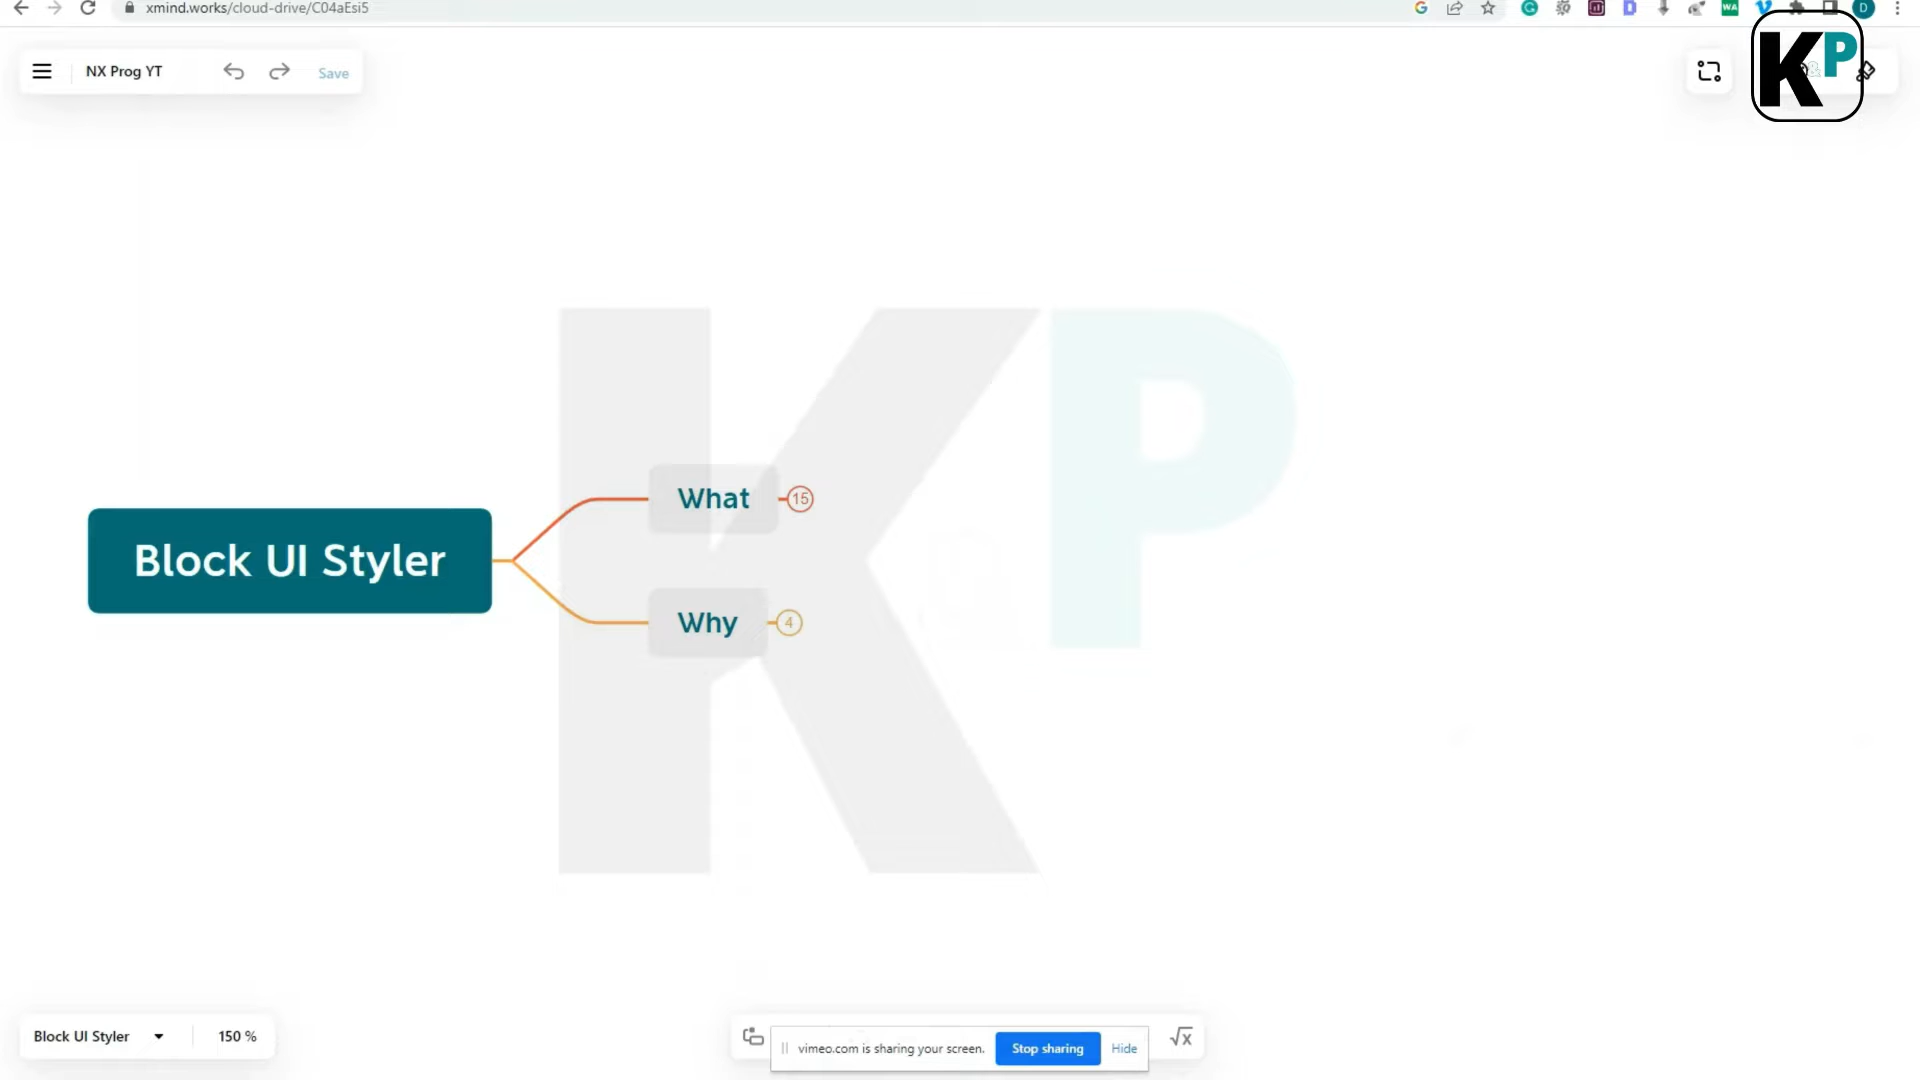 xmind.works/cloud-drive/C04aEsi5
NX Prog YT
Save
KP
What
15
Block UI Styler
Why
4
Block UI Styler
150 %
vimeo.com is sharing your screen.
Stop sharing
Hide